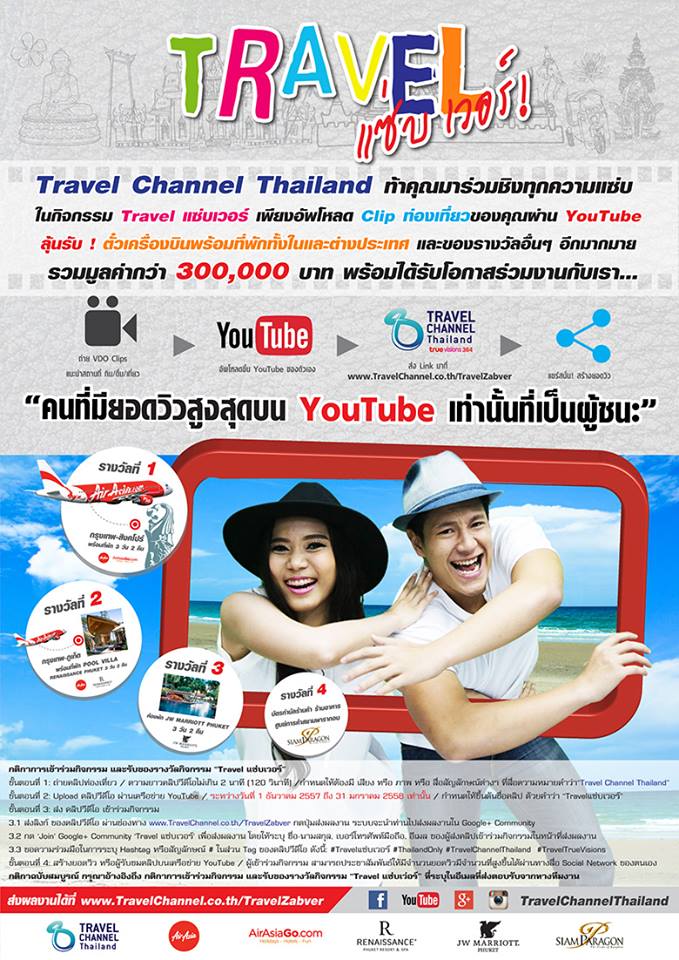 TRAVEL
แซ่บเวอร์!
Travel Channel Thailand ท้าคุณมาร่วมชิงทุกความแซ่บ
ในกิจกรรม Travel แซ่บเวอร์ เพียงอัพโหลด Clip ท่องเที่ยวของคุณผ่าน YouTube
ลุ้นรับ ! ตั๋วเครื่องบินพร้อมที่พักทั้งในและต่างประเทศ และของรางวัลอื่นๆ อีกมากมาย
รวมมูลค่ากว่า 300,000 บาท พร้อมได้รับโอกาสร่วมงานกับเรา...
ถ่าย VDO Clips
แนะนำสถานที่ กิน/ดื่ม/เที่ยว
YouTube
อัพโหลดขึ้น YouTube ของตัวเอง
TRAVEL
CHANNEL
Thailand
truevisions 364
ส่ง Link มาที่
www.TravelChannel.co.th/TravelZabver
แชร์สนั่น! สร้างยอดวิว
“คนที่มียอดวิวสูงสุดบน YouTube เท่านั้นที่เป็นผู้ชนะ”
รางวัลที่ 1
AirAsia.com
กรุงเทพ-สิงคโปร์
พร้อมที่พัก 3 วัน 2 คืน
AirAsia
AirAsiaGo.com
รางวัลที่ 2
กรุงเทพ-ภูเก็ต
พร้อมที่พัก POOL VILLA
RENAISSANCE PHUKET 3 วัน 2 คืน
AirAsia
RENAISSANCE
รางวัลที่ 3
ห้องพัก JW MARRIOTT PHUKET
3 วัน 2 คืน
JW MARRIOTT
รางวัลที่ 4
บัตรกำนัลร้านค้า ร้านอาหาร
ศูนย์การค้าสยามพารากอน
SIAM PARAGON
กติกาการเข้าร่วมกิจกรรม และรับของรางวัลกิจกรรม "Travel แซ่บเวอร์"
ขั้นตอนที่ 1: ถ่ายคลิปท่องเที่ยว / ความยาวคลิปวีดีโอไม่เกิน 2 นาที (120 วินาที) /กำหนดให้ต้องมี เสียง หรือ ภาพ หรือ สื่อสัญลักษณ์ต่างๆ ที่สื่อความหมายคำว่า"Travel Channel Thailand"
ขั้นตอนที่ 2: Upload คลิปวีดีโอ ผ่านเครือข่าย YouTube / ระหว่างวันที่ 1 ธันวาคม 2557 ถึง 31 มกราคม 2558 เท่านั้น / กำหนดให้ขึ้นต้นชื่อคลิป ด้วยคำว่า "Travelแซ่บเวอร์"
ขั้นตอนที่ 3: ส่ง คลิปวีดีโอ เข้าร่วมกิจกรรม
3.1 ส่งลิงก์ ของคลิปวีดีโอ ผ่านช่องทาง www.TravelChannel.co.th/TravelZabver กดปุ่มส่งผลงาน ระบบจะนำท่านไปส่งผลงานใน Google+ Community
3.2 กด 'Join' Google+ Community 'Travel แซ่บเวอร์' เพื่อส่งผลงาน โดยให้ระบุ ชื่อ-นามสกุล, เบอร์โทรศัพท์มือถือ, อีเมล ของผู้ส่งคลิปเข้าร่วมกิจกรรมในหน้าที่ส่งผลงาน
3.3 ขอความร่วมมือในการระบุ Hashtag หรือสัญลักษณ์ # ในส่วน Tag ของคลิปวีดีโอ ดังนี้: #Travelแซ่บเวอร์ #ThailandOnly #TravelChannelThailand #TravelTrueVisions
ขั้นตอนที่ 4: สร้างยอดวิว หรือผู้รับชมคลิปบนเครือข่าย YouTube / ผู้เข้าร่วมกิจกรรม สามารถประชาสัมพันธ์ให้มีจำนวนยอดวิวมีจำนวนที่สูงขึ้นได้ผ่านทางสื่อ Social Network ของตนเอง
กติกาฉบับสมบูรณ์ กรุณาอ้างอิงถึง กติกาการเข้าร่วมกิจกรรม และรับของรางวัลกิจกรรม "Travel แซ่บเว่อร์" ที่ระบุในอีเมลที่ส่งตอบรับจากทางทีมงาน
ส่งผลงานได้ที่ www.TravelChannel.co.th/TravelZabver
f YouTube g+ TravelChannelThailand
TRAVEL
CHANNEL
Thailand
AirAsia
AirAsiaGo.com
Holidays - Hotels - Fun
R
RENAISSANCE®
PHUKET RESORT & SPA
JW MARRIOTT.
PHUKET
SIAM PARAGON